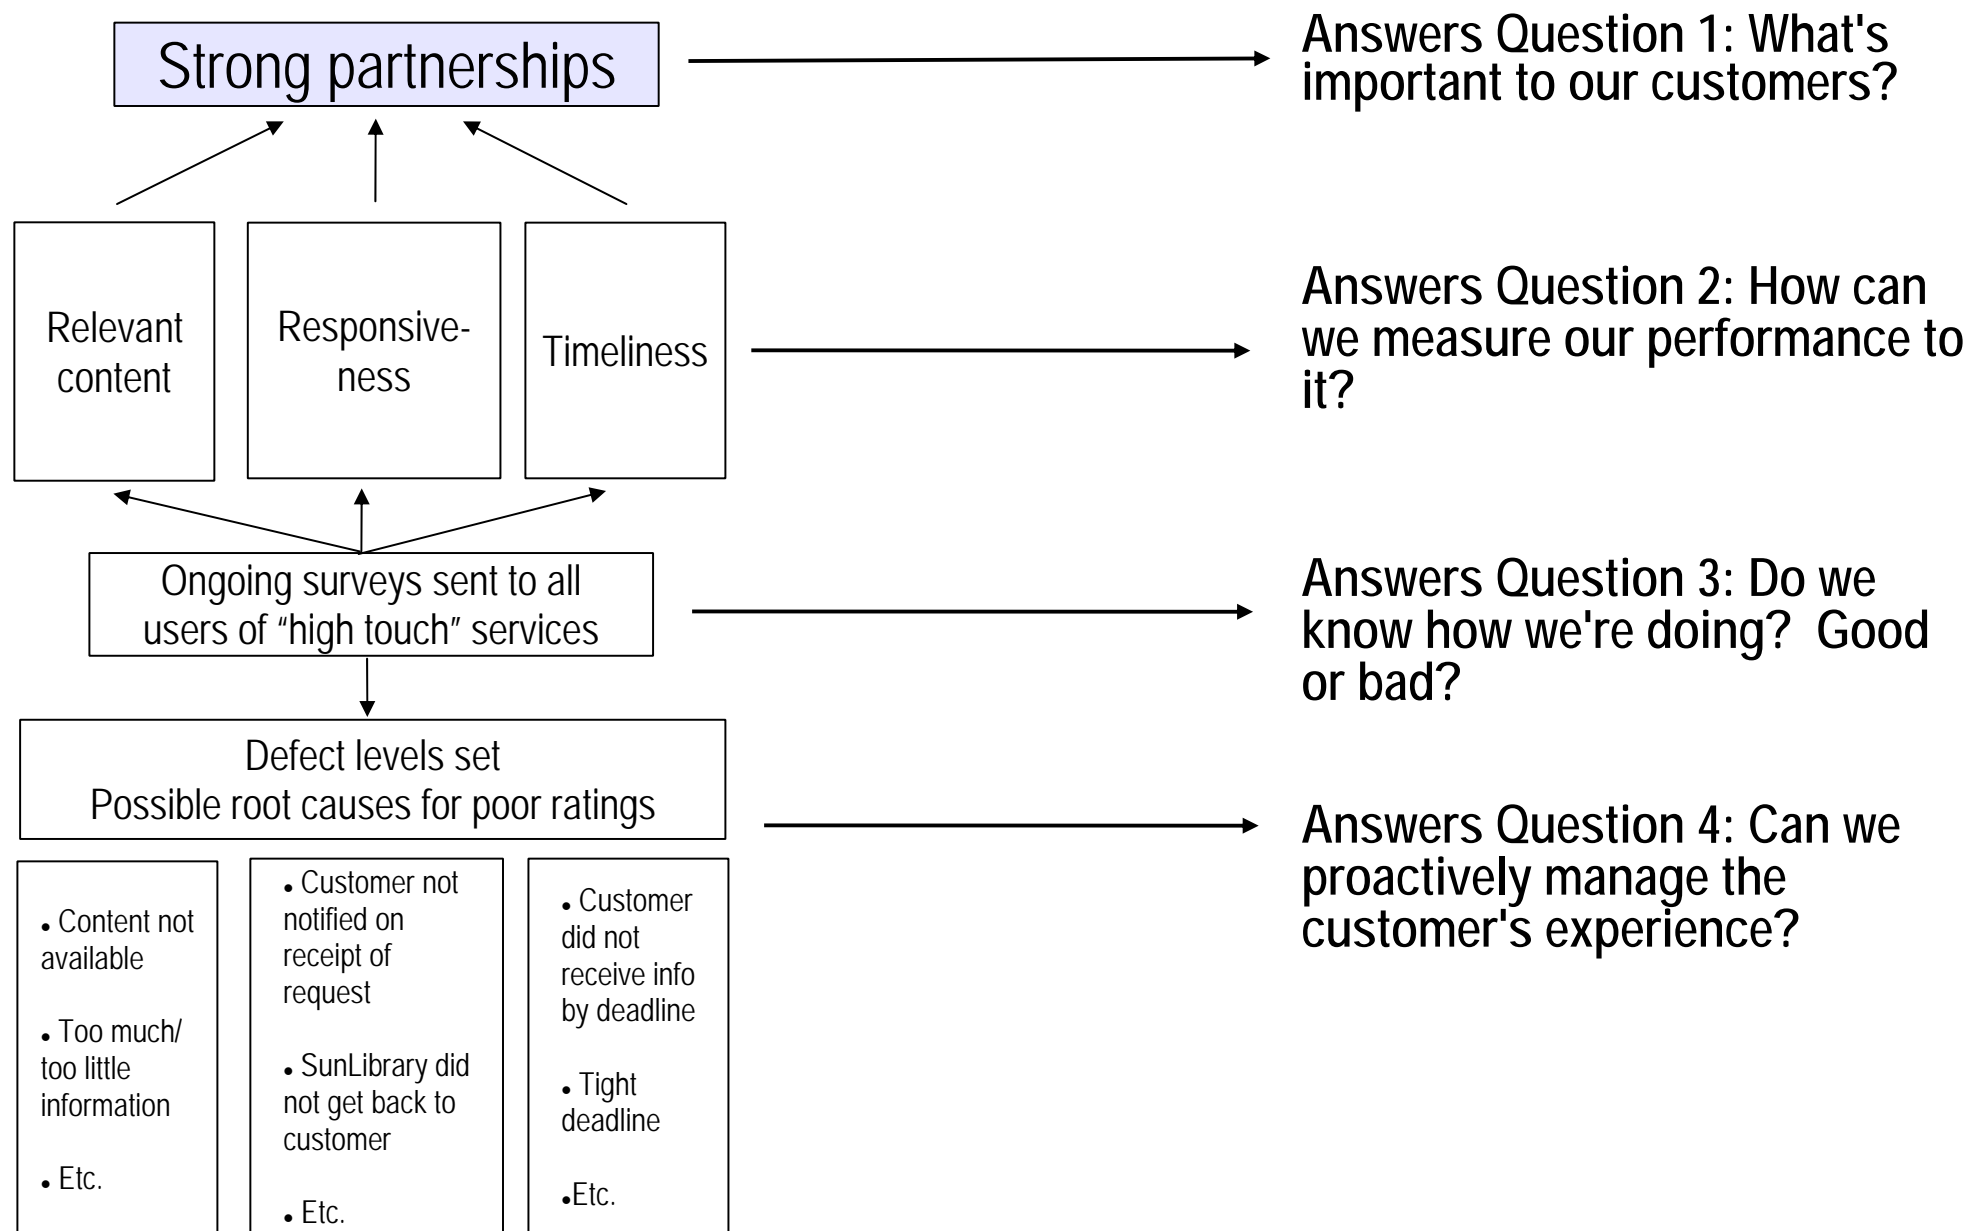 Strong partnerships
Answers Question 1: What's
important to our customers?
Relevant
content
Responsive-
ness
Timeliness
Answers Question 2: How can
we measure our performance to
it?
Ongoing surveys sent to all
users of “high touch” services
Answers Question 3: Do we
know how we're doing?  Good
or bad?
Defect levels set
Possible root causes for poor ratings
Answers Question 4: Can we
proactively manage the
customer's experience?
• Content not
available
• Too much/
too little
information
• Etc.
• Customer not
notified on
receipt of
request
• SunLibrary did
not get back to
customer
• Etc.
• Customer
did not
receive info
by deadline
• Tight
deadline
•Etc.